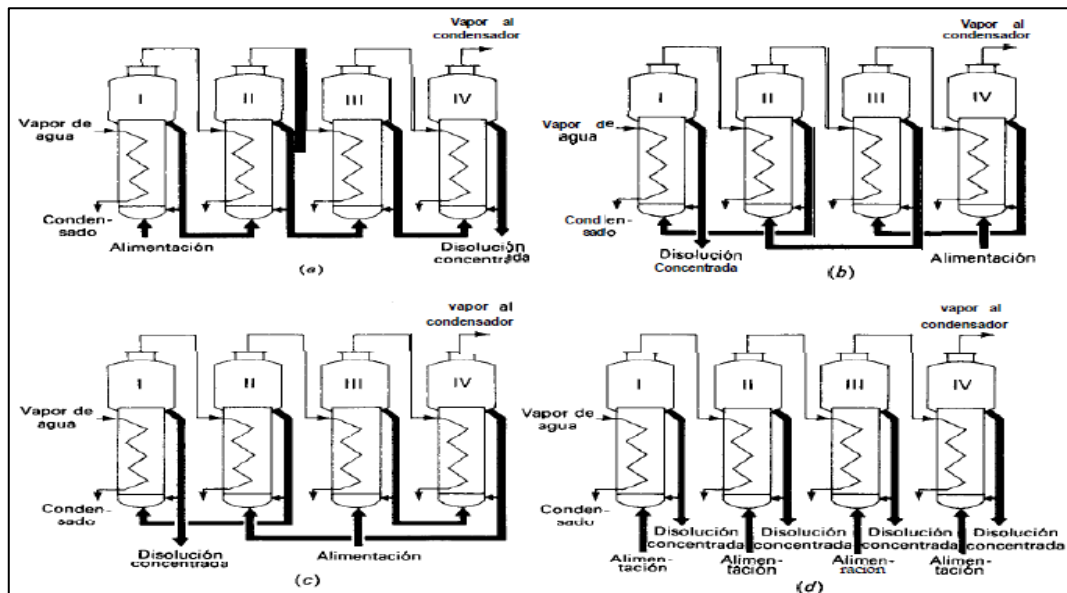 Vapor al
condensador
I
II
III
IV
Vapor de
agua
Conden-
sado
Alimentación
Disolución
concentrada
(a)
Vapor al
condensador
I
II
III
IV
Vapor de
agua
Condien-
sado
Disolución
Concentrada
Alimentación
(b)
vapor al
condensador
I
II
III
IV
Vapor de
agua
Conden-
sado
Disolución
concentrada
Alimentación
(c)
vapor al
condensador
I
II
III
IV
Vapor de
agua
Conden-
sado
Disolución
concentrada
Disolución
concentrada
Disolución
concentrada
Disolución
concentrada
Alimen-
tación
Alimen-
tación
Alimen-
ración
Alimen-
tación
(d)